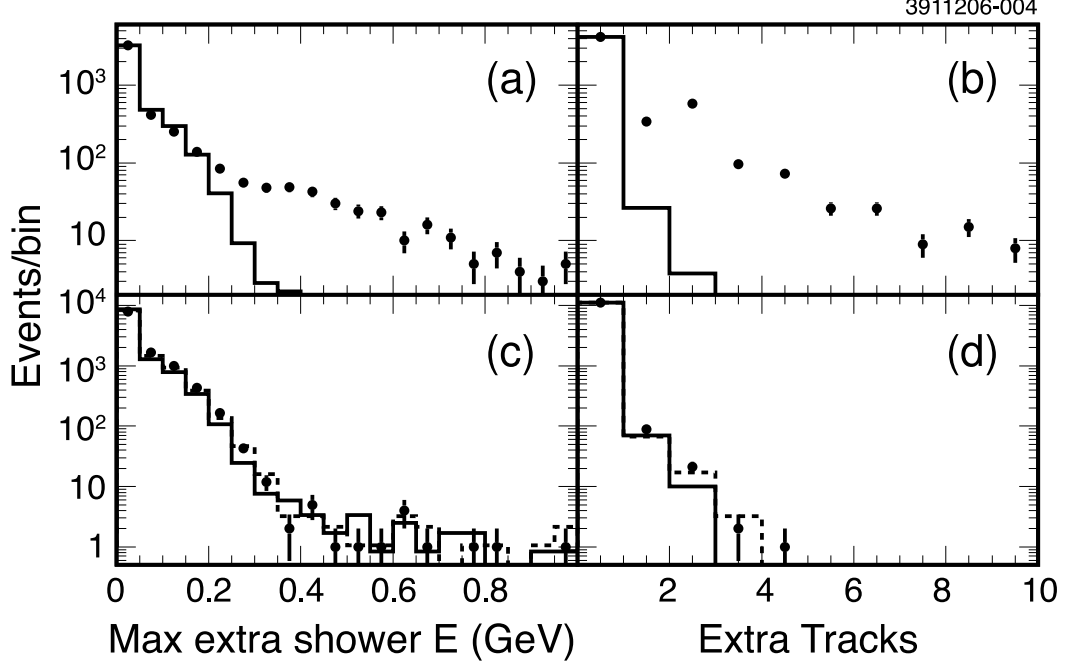 3911206-004
(a)
(b)
10³
10²
10
Events/bin
10⁴
(c)
(d)
10³
10²
10
1
0 0.2 0.4 0.6 0.8 2 4 6 8 10
Max extra shower E (GeV) Extra Tracks